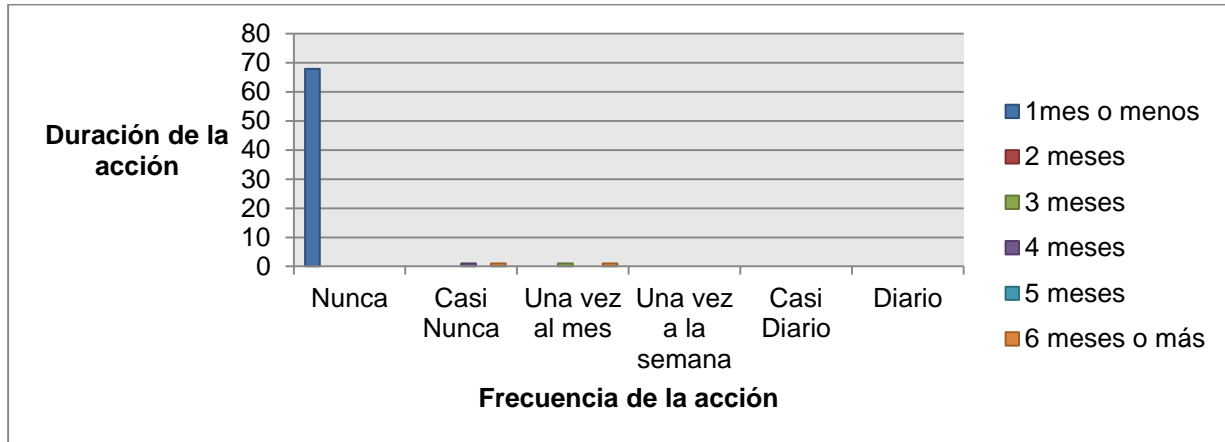 80
70
60
50
40
30
20
10
0
Duración de la
acción
Nunca
Casi
Nunca
Una vez
al mes
Una vez
a la
semana
Casi
Diario
Diario
Frecuencia de la acción
1mes o menos
2 meses
3 meses
4 meses
5 meses
6 meses o más